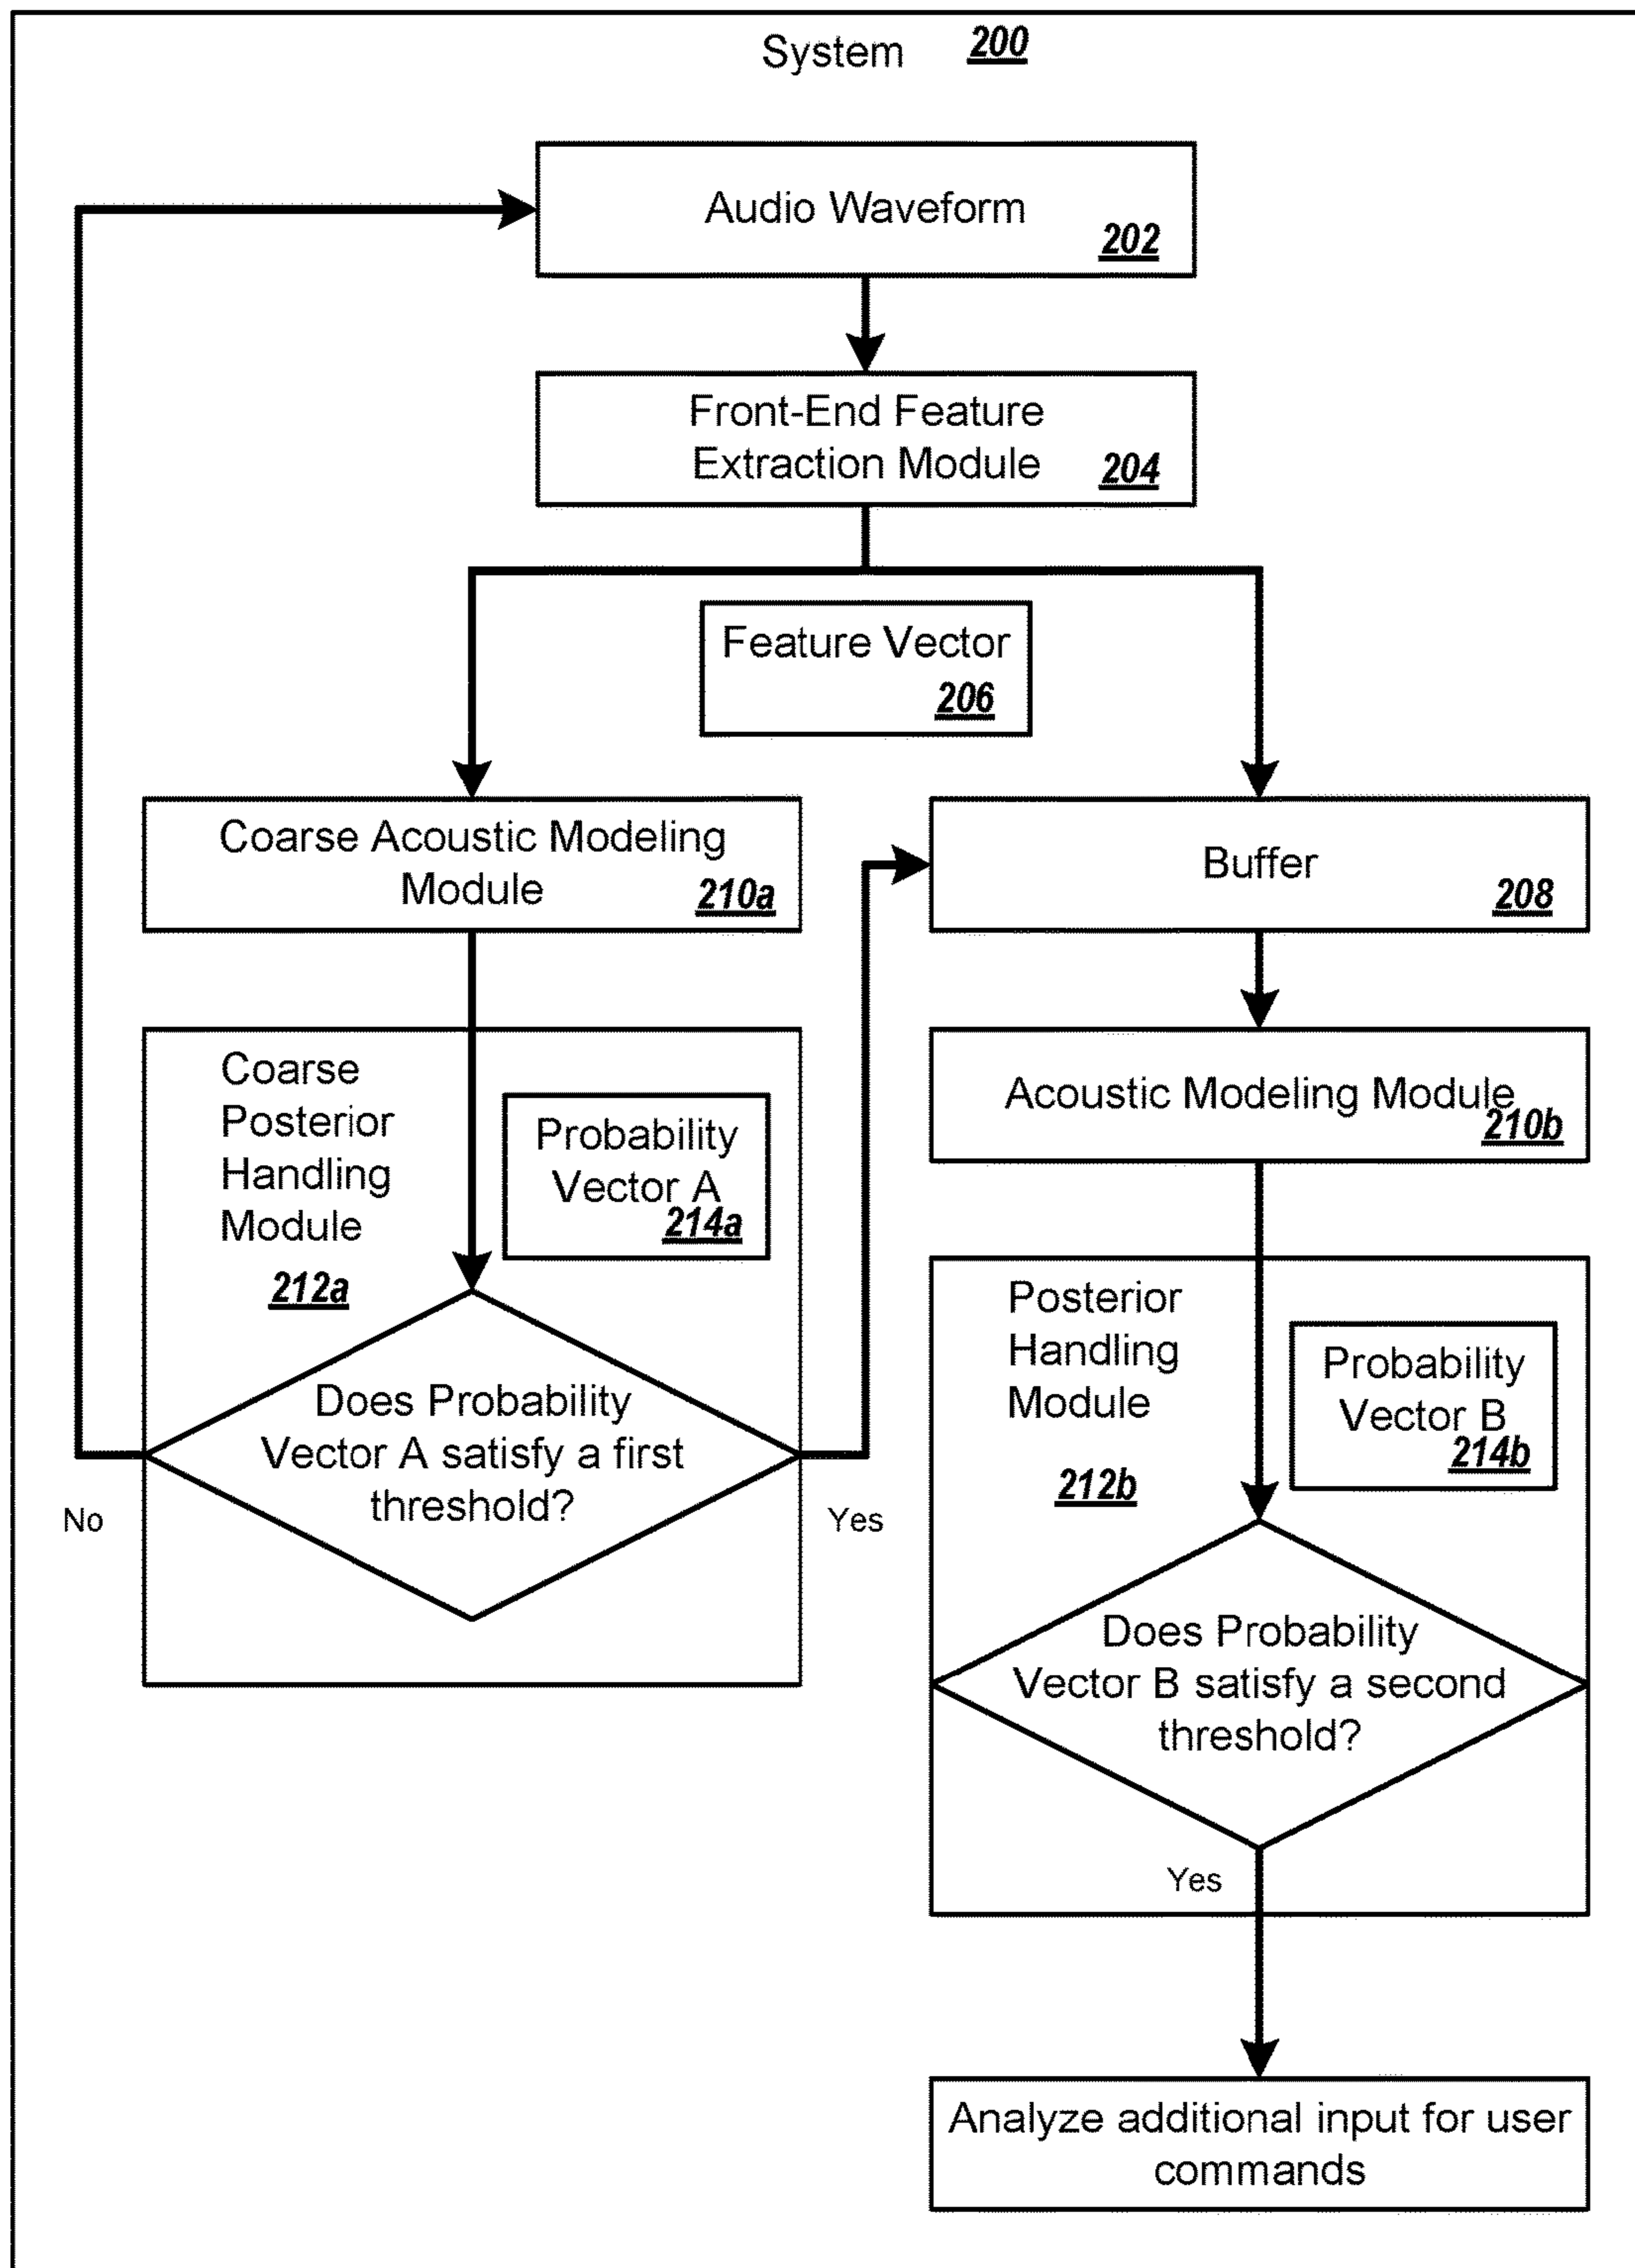 System 200
Audio Waveform
202
Front-End Feature
Extraction Module 204
Feature Vector
206
Coarse Acoustic Modeling
Module 210a
Buffer
208
Coarse
Posterior
Handling
Module
212a
Probability
Vector A
214a
Does Probability
Vector A satisfy a first
threshold?
No
Yes
Acoustic Modeling Module
210b
Posterior
Handling
Module
212b
Probability
Vector B
214b
Does Probability
Vector B satisfy a second
threshold?
Yes
Analyze additional input for user
commands